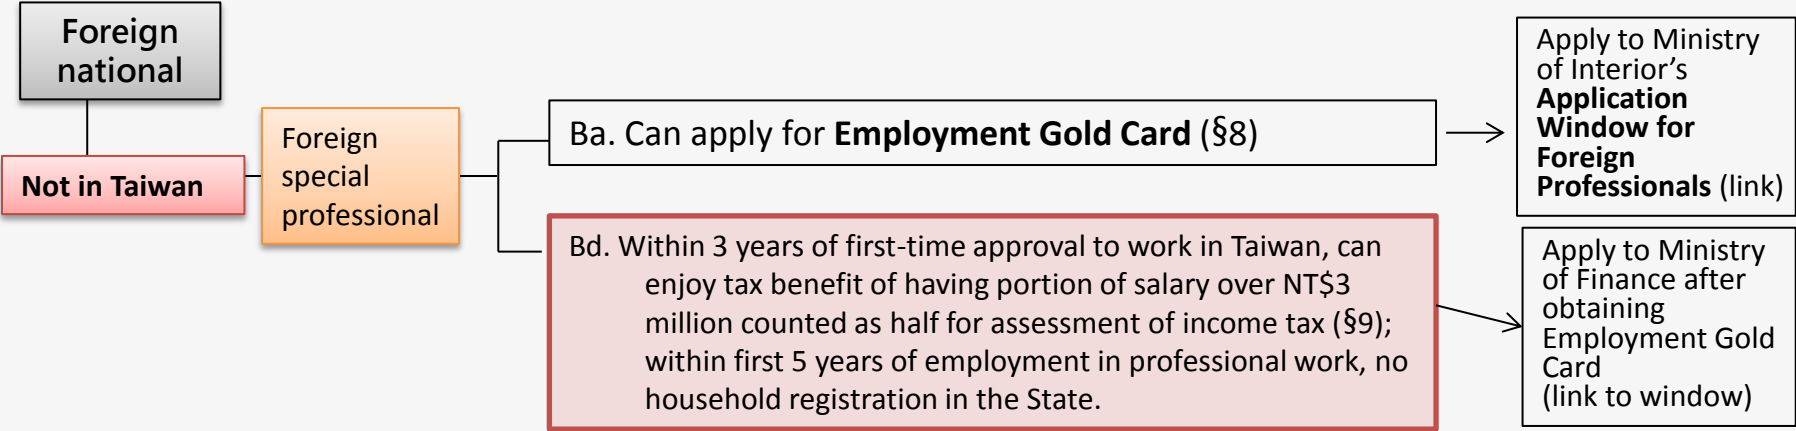 Foreign
national
Not in Taiwan
Foreign
special
professional
Ba. Can apply for Employment Gold Card (§8)
Apply to Ministry
of Interior’s
Application
Window for
Foreign
Professionals (link)
Bd. Within 3 years of first-time approval to work in Taiwan, can
enjoy tax benefit of having portion of salary over NT$3
million counted as half for assessment of income tax (§9);
within first 5 years of employment in professional work, no
household registration in the State.
Apply to Ministry
of Finance after
obtaining
Employment Gold
Card
(link to window)